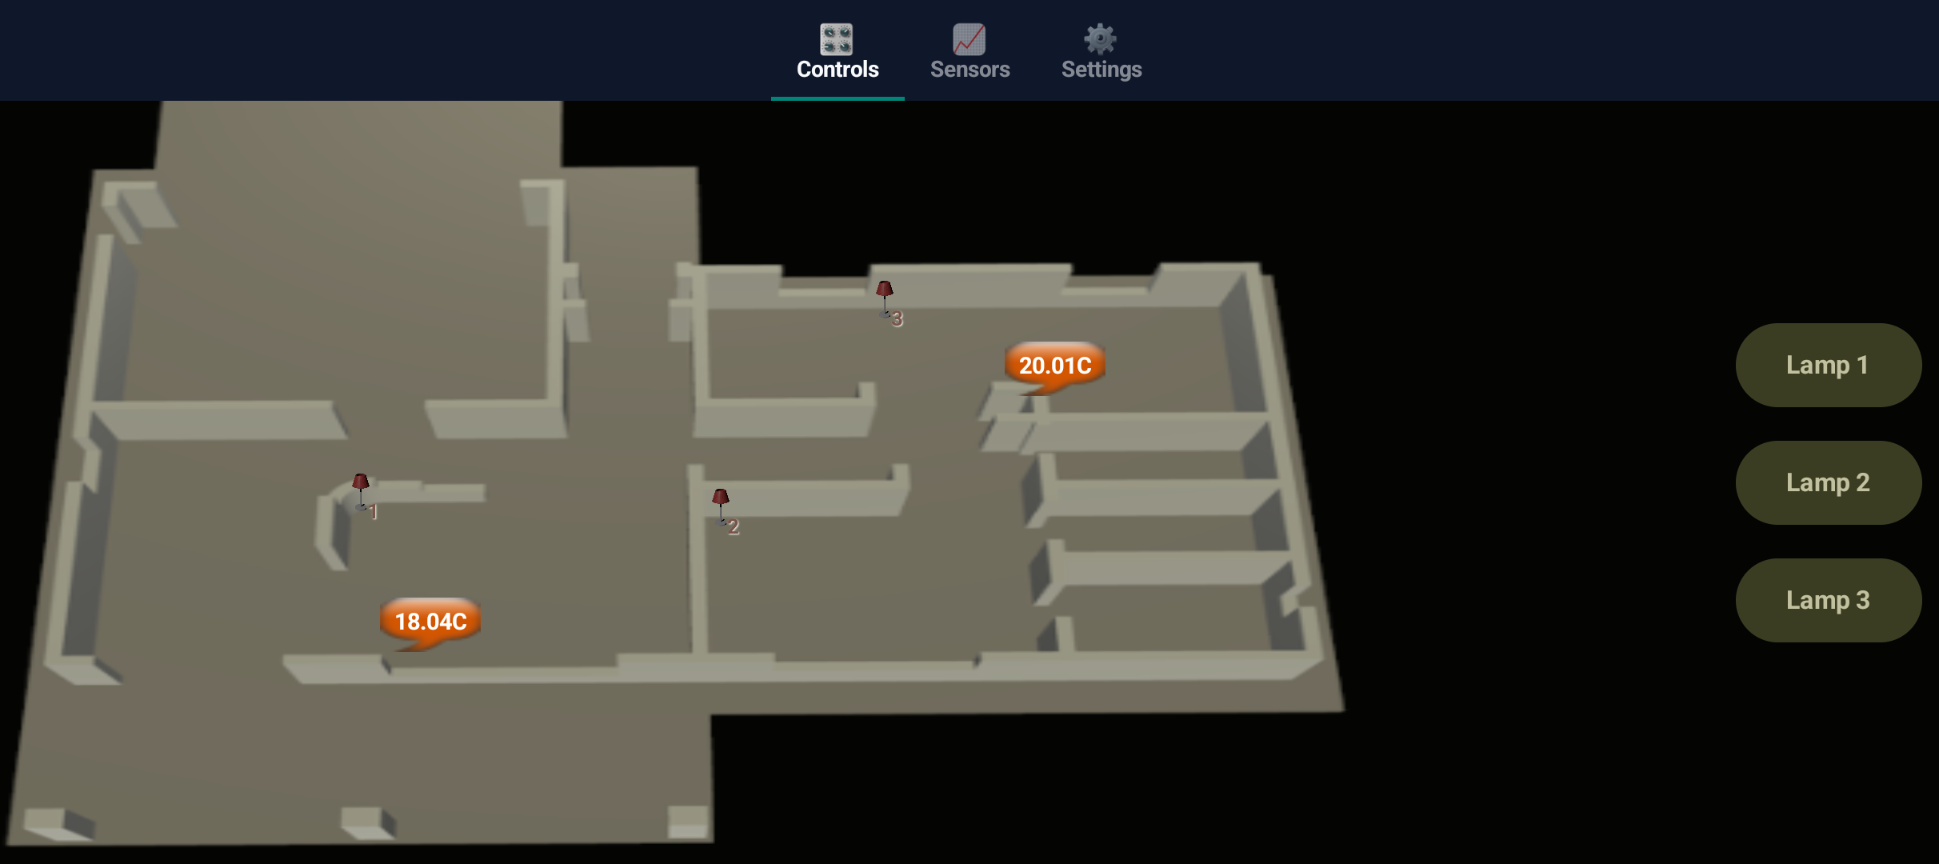 Controls
Sensors
Settings
3
20.01C
1
2
18.04C
Lamp 1
Lamp 2
Lamp 3